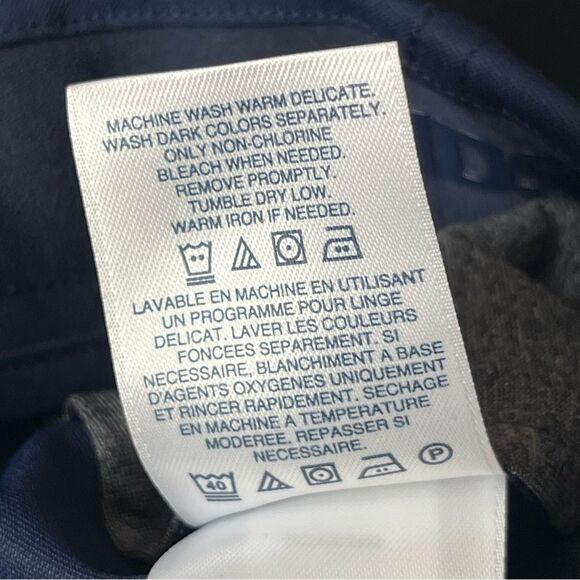 MACHINE WASH WARM DELICATE.
WASH DARK COLORS SEPARATELY.
ONLY NON-CHLORINE
BLEACH WHEN NEEDED.
REMOVE PROMPTLY.
TUMBLE DRY LOW.
WARM IRON IF NEEDED.
LAVABLE EN MACHINE EN UTILISANT
UN PROGRAMME POUR LINGE
DELICAT. LAVER LES COULEURS
FONCEES SEPAREMENT. SI
NECESSAIRE, BLANCHIMENT A BASE
D'AGENTS OXYGENES UNIQUEMENT
ET RINCER RAPIDEMENT. SECHAGE
EN MACHINE A TEMPERATURE
MODEREE. REPASSER SI
NECESSAIRE.
40 P